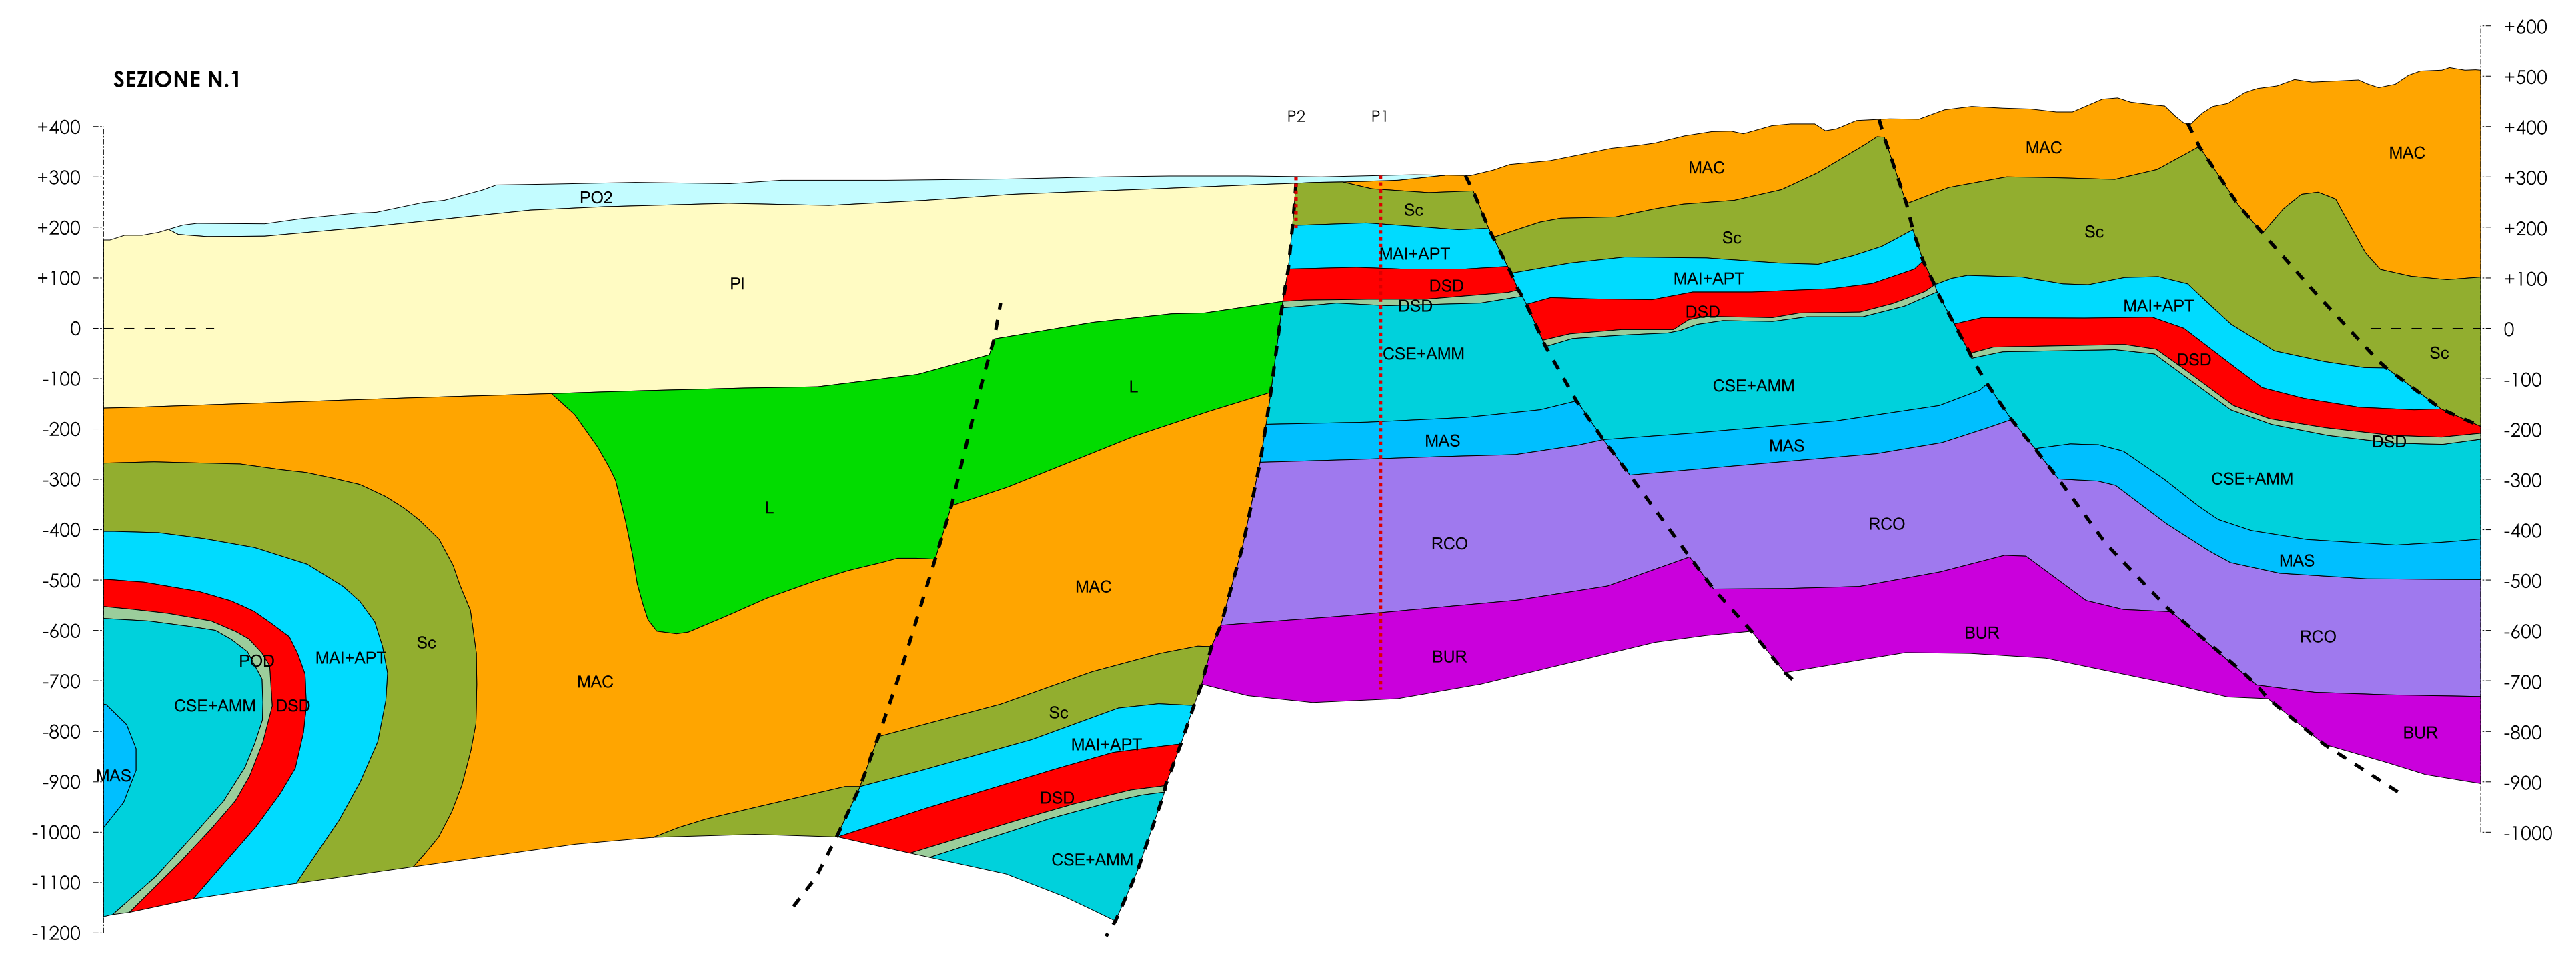 SEZIONE N.1
+600
+500
+400
+300
+200
+100
0
-100
-200
-300
-400
-500
-600
-700
-800
-900
-1000
-1100
-1200
+400
+300
+200
+100
0
-100
-200
-300
-400
-500
-600
-700
-800
-900
-1000
P2
P1
PO2
PI
L
L
MAC
MAC
Sc
Sc
MAI+APT
MAI+APT
POD
DSD
DSD
CSE+AMM
CSE+AMM
MAS
Sc
MAI+APT
DSD
DSD
CSE+AMM
MAS
RCO
BUR
MAC
Sc
MAI+APT
DSD
CSE+AMM
MAS
RCO
BUR
MAC
Sc
MAI+APT
DSD
DSD
CSE+AMM
MAS
RCO
BUR
MAC
Sc